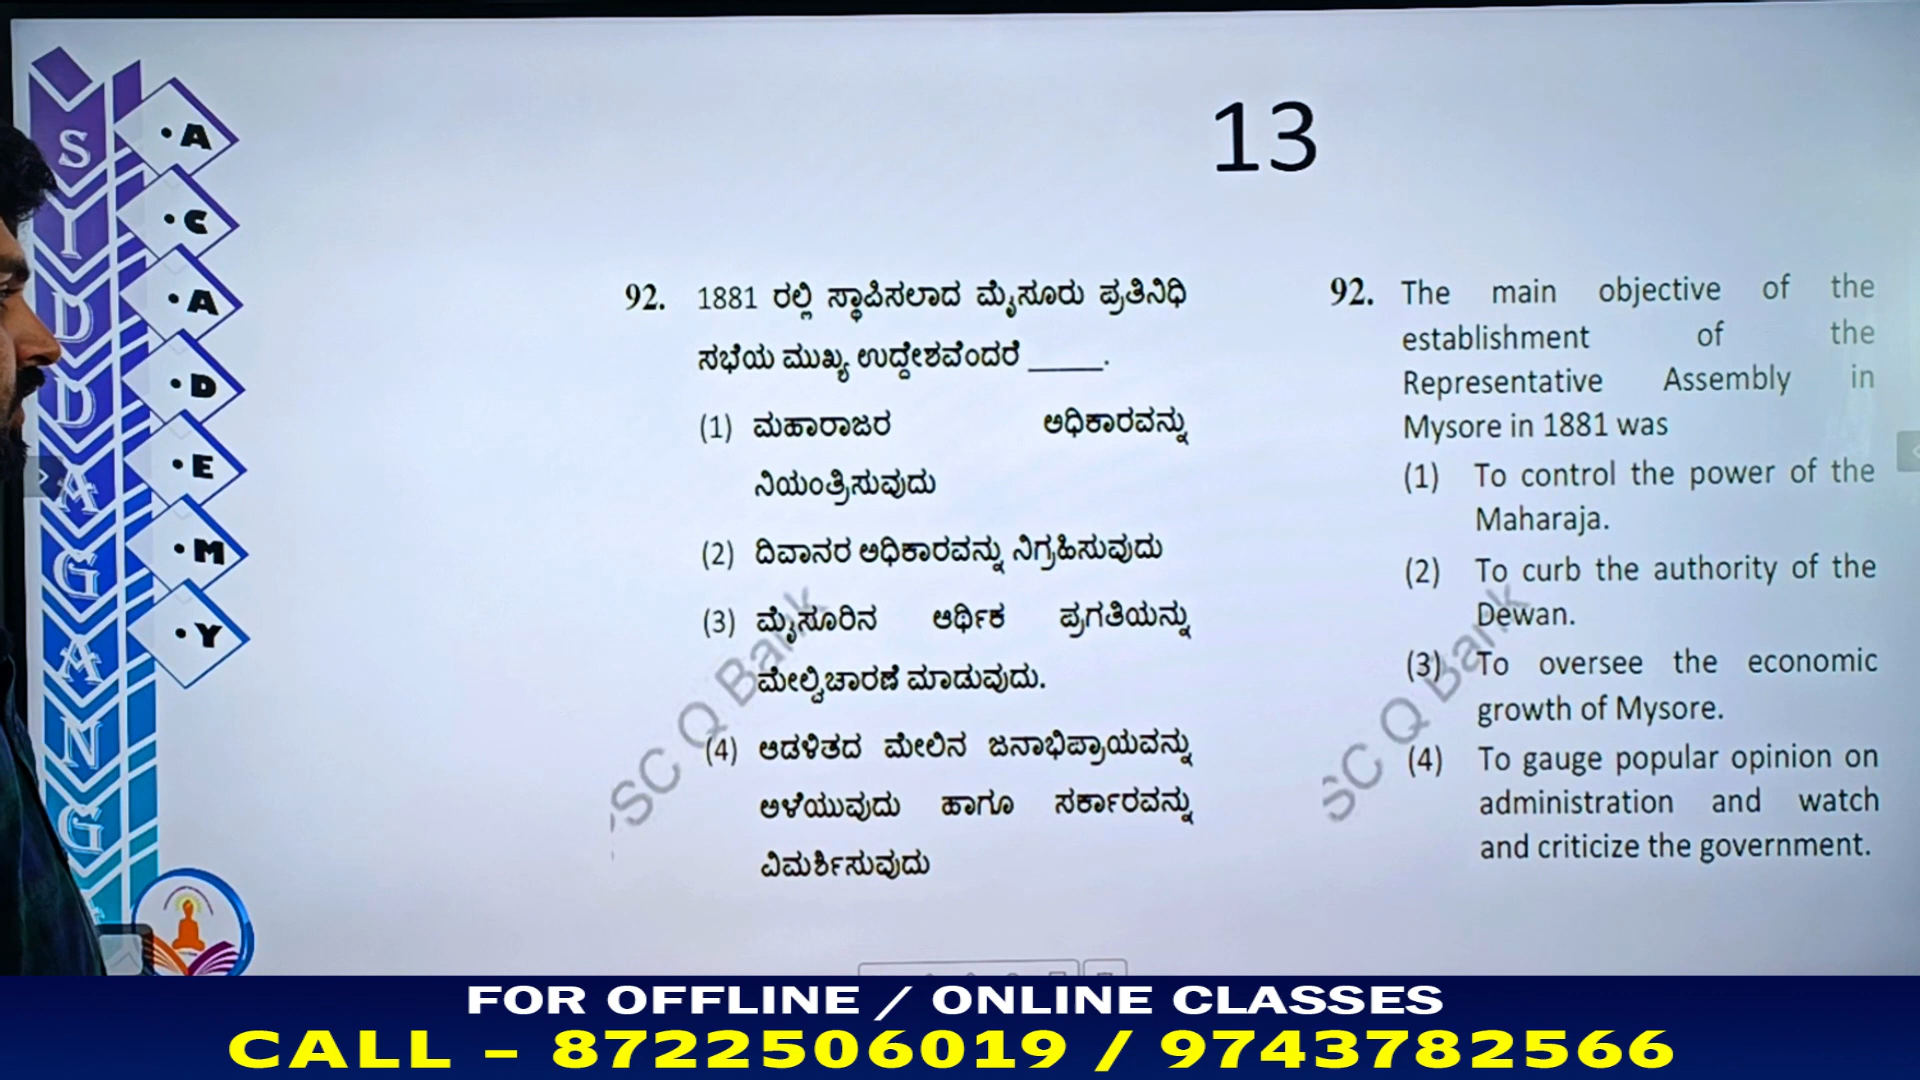 13
S
I
D
D
A
G
A
N
G
• A
• C
• A
• D
• E
• M
• Y
92. 1881 ರಲ್ಲಿ ಸ್ಥಾಪಿಸಲಾದ ಮೈಸೂರು ಪ್ರತಿನಿಧಿ
ಸಭೆಯ ಮುಖ್ಯ ಉದ್ದೇಶವೆಂದರೆ _____.
(1) ಮಹಾರಾಜರ ಅಧಿಕಾರವನ್ನು
ನಿಯಂತ್ರಿಸುವುದು
(2) ದಿವಾನರ ಅಧಿಕಾರವನ್ನು ನಿಗ್ರಹಿಸುವುದು
(3) ಮೈಸೂರಿನ ಆರ್ಥಿಕ ಪ್ರಗತಿಯನ್ನು
ಮೇಲ್ವಿಚಾರಣೆ ಮಾಡುವುದು.
(4) ಆಡಳಿತದ ಮೇಲಿನ ಜನಾಭಿಪ್ರಾಯವನ್ನು
ಅಳೆಯುವುದು ಹಾಗೂ ಸರ್ಕಾರವನ್ನು
ವಿಮರ್ಶಿಸುವುದು
SC Q Bank
92. The main objective of the
establishment of the
Representative Assembly in
Mysore in 1881 was
(1) To control the power of the
Maharaja.
(2) To curb the authority of the
Dewan.
(3) To oversee the economic
growth of Mysore.
(4) To gauge popular opinion on
administration and watch
and criticize the government.
SC Q Bank
FOR OFFLINE / ONLINE CLASSES
CALL – 8722506019 / 9743782566